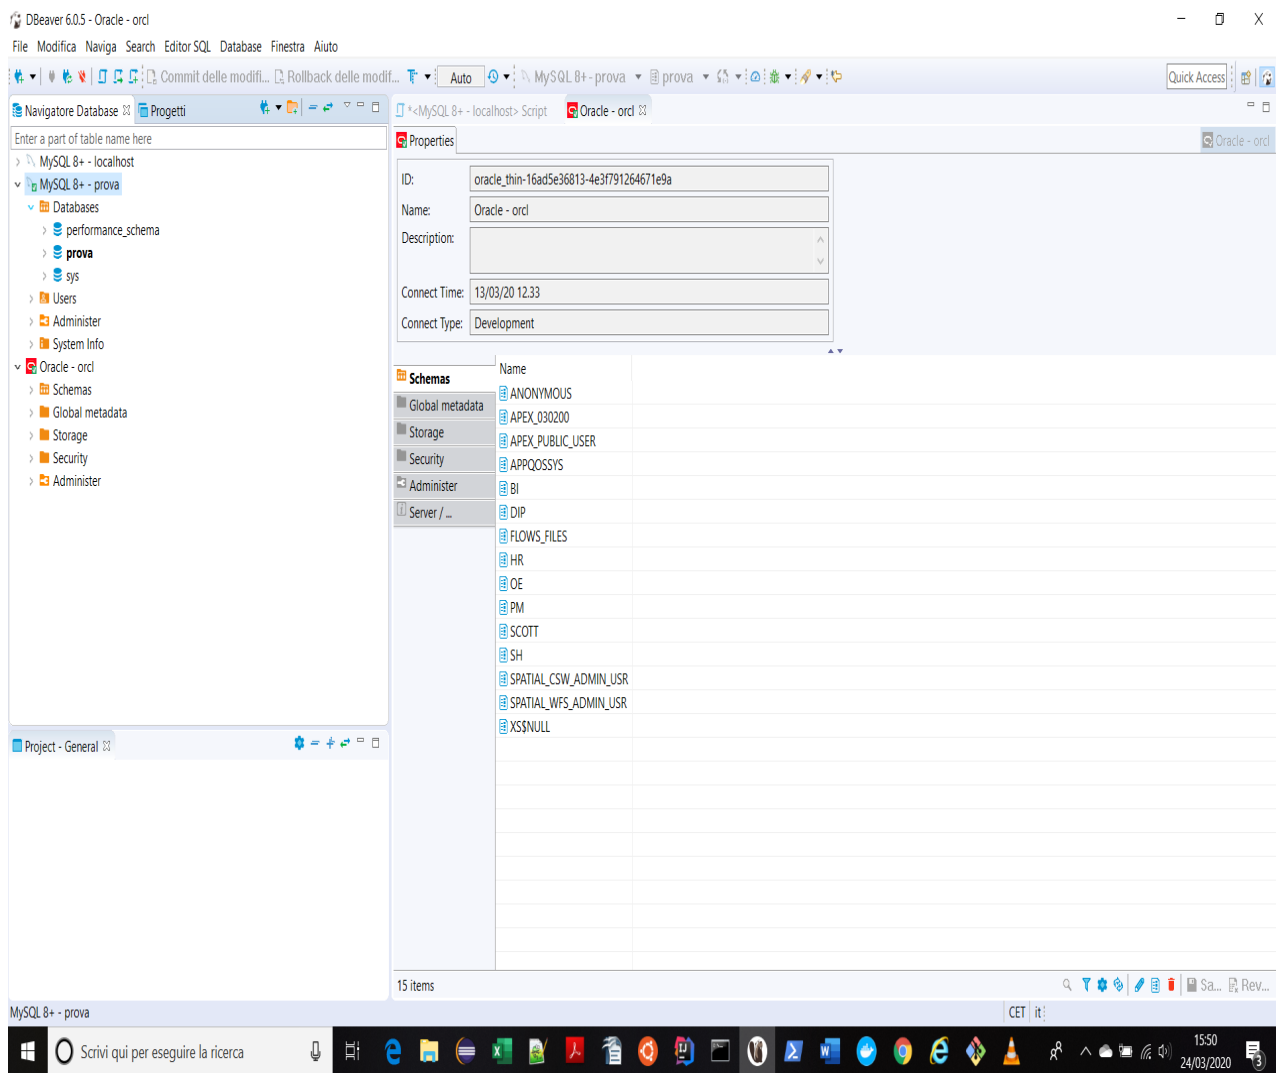 DBeaver 6.0.5 - Oracle - orcl
File Modifica Naviga Search Editor SQL Database Finestra Aiuto
Commit delle modifi... Rollback delle modif... Auto MySQL 8+ - prova prova Quick Access
Navigatore Database Progetti
*<MySQL 8+ - localhost> Script Oracle - orcl
Enter a part of table name here
MySQL 8+ - localhost
MySQL 8+ - prova
Databases
performance_schema
prova
sys
Users
Administer
System Info
Oracle - orcl
Schemas
Global metadata
Storage
Security
Administer
Project - General
Properties Oracle - orcl
ID: oracle_thin-16ad5e36813-4e3f791264671e9a
Name: Oracle - orcl
Description:
Connect Time: 13/03/20 12.33
Connect Type: Development
Schemas
Global metadata
Storage
Security
Administer
Server / ...
Name
ANONYMOUS
APEX_030200
APEX_PUBLIC_USER
APPQOSSYS
BI
DIP
FLOWS_FILES
HR
OE
PM
SCOTT
SH
SPATIAL_CSW_ADMIN_USR
SPATIAL_WFS_ADMIN_USR
XS$NULL
15 items Sa... Rev...
MySQL 8+ - prova CET it
Scrivi qui per eseguire la ricerca
15:50
24/03/2020
3